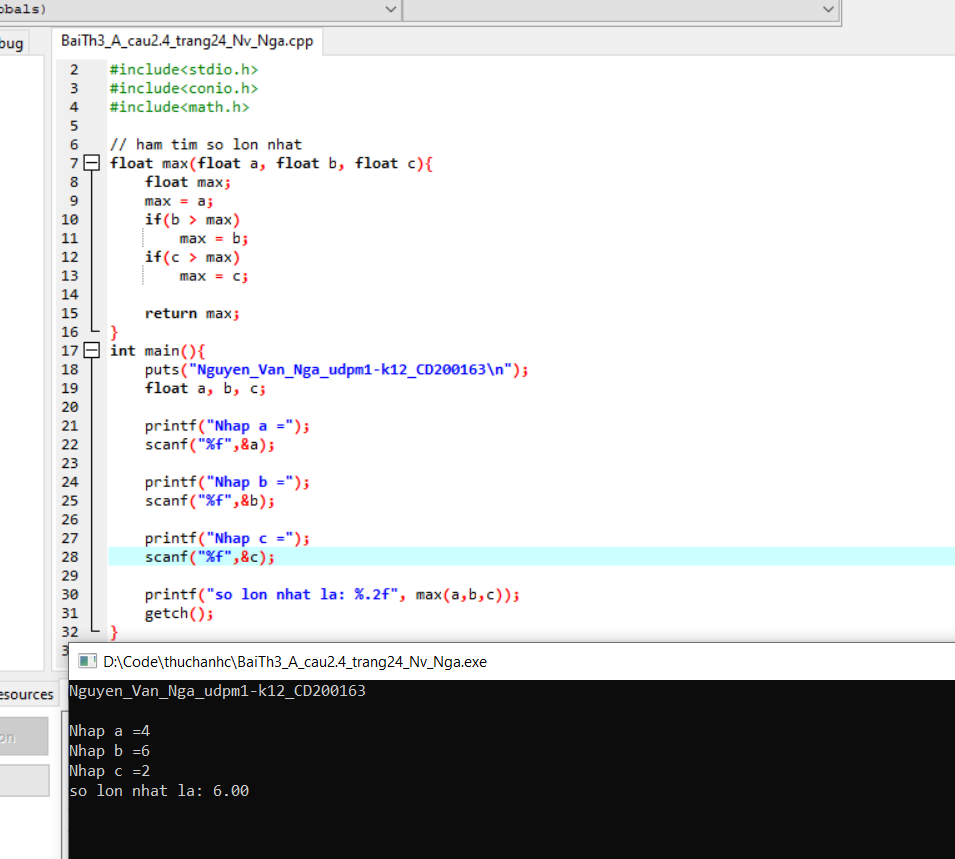 obals)
bug
BaiTh3_A_cau2.4_trang24_Nv_Nga.cpp
2 #include<stdio.h>
3 #include<conio.h>
4 #include<math.h>
5
6 // ham tim so lon nhat
7 float max(float a, float b, float c){
8 float max;
9 max = a;
10 if(b > max)
11 max = b;
12 if(c > max)
13 max = c;
14
15 return max;
16 }
17 int main(){
18 puts("Nguyen_Van_Nga_udpm1-k12_CD200163\n");
19 float a, b, c;
20
21 printf("Nhap a =");
22 scanf("%f",&a);
23
24 printf("Nhap b =");
25 scanf("%f",&b);
26
27 printf("Nhap c =");
28 scanf("%f",&c);
29
30 printf("so lon nhat la: %.2f", max(a,b,c));
31 getch();
32 }
3
D:\Code\thuchanhc\BaiTh3_A_cau2.4_trang24_Nv_Nga.exe
esources
on
Nguyen_Van_Nga_udpm1-k12_CD200163
Nhap a =4
Nhap b =6
Nhap c =2
so lon nhat la: 6.00